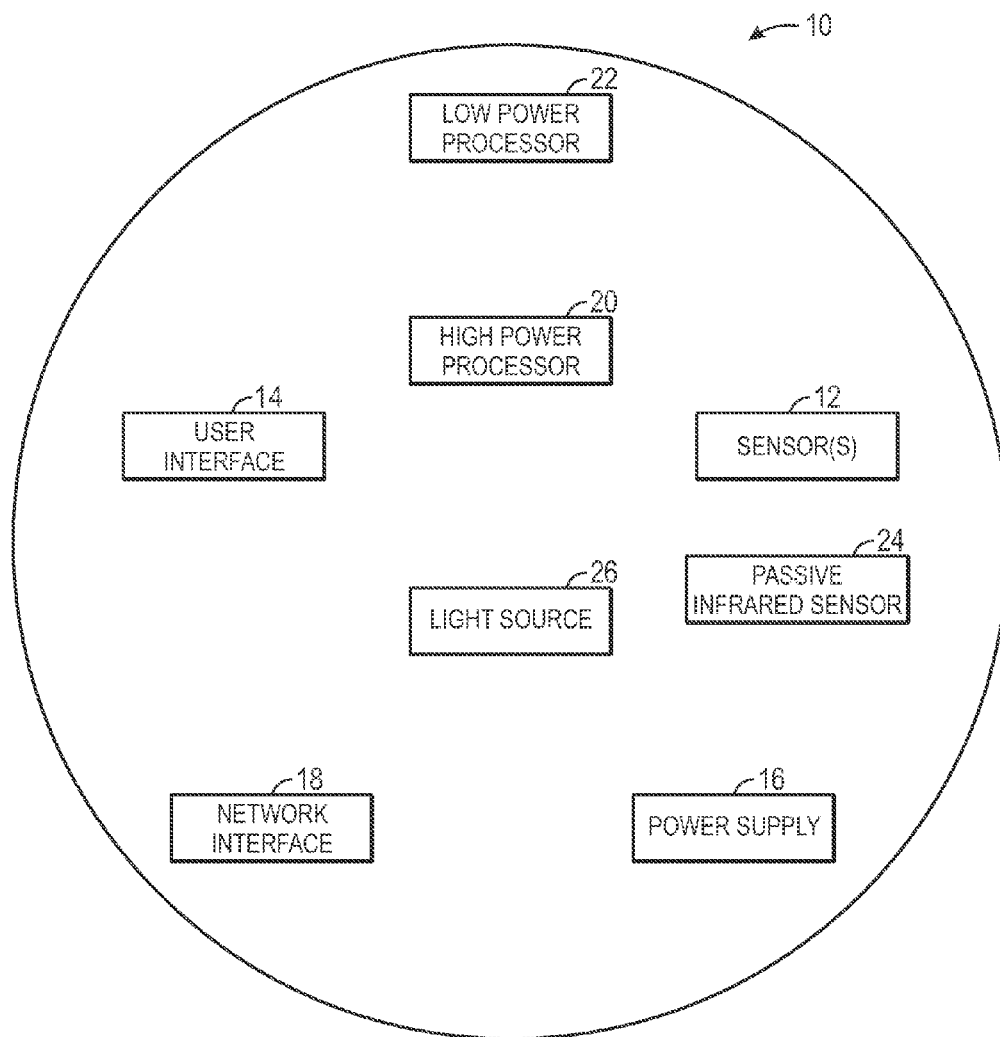 10
22
LOW POWER
PROCESSOR
20
HIGH POWER
PROCESSOR
14
USER
INTERFACE
12
SENSOR(S)
24
PASSIVE
INFRARED SENSOR
26
LIGHT SOURCE
18
NETWORK
INTERFACE
16
POWER SUPPLY